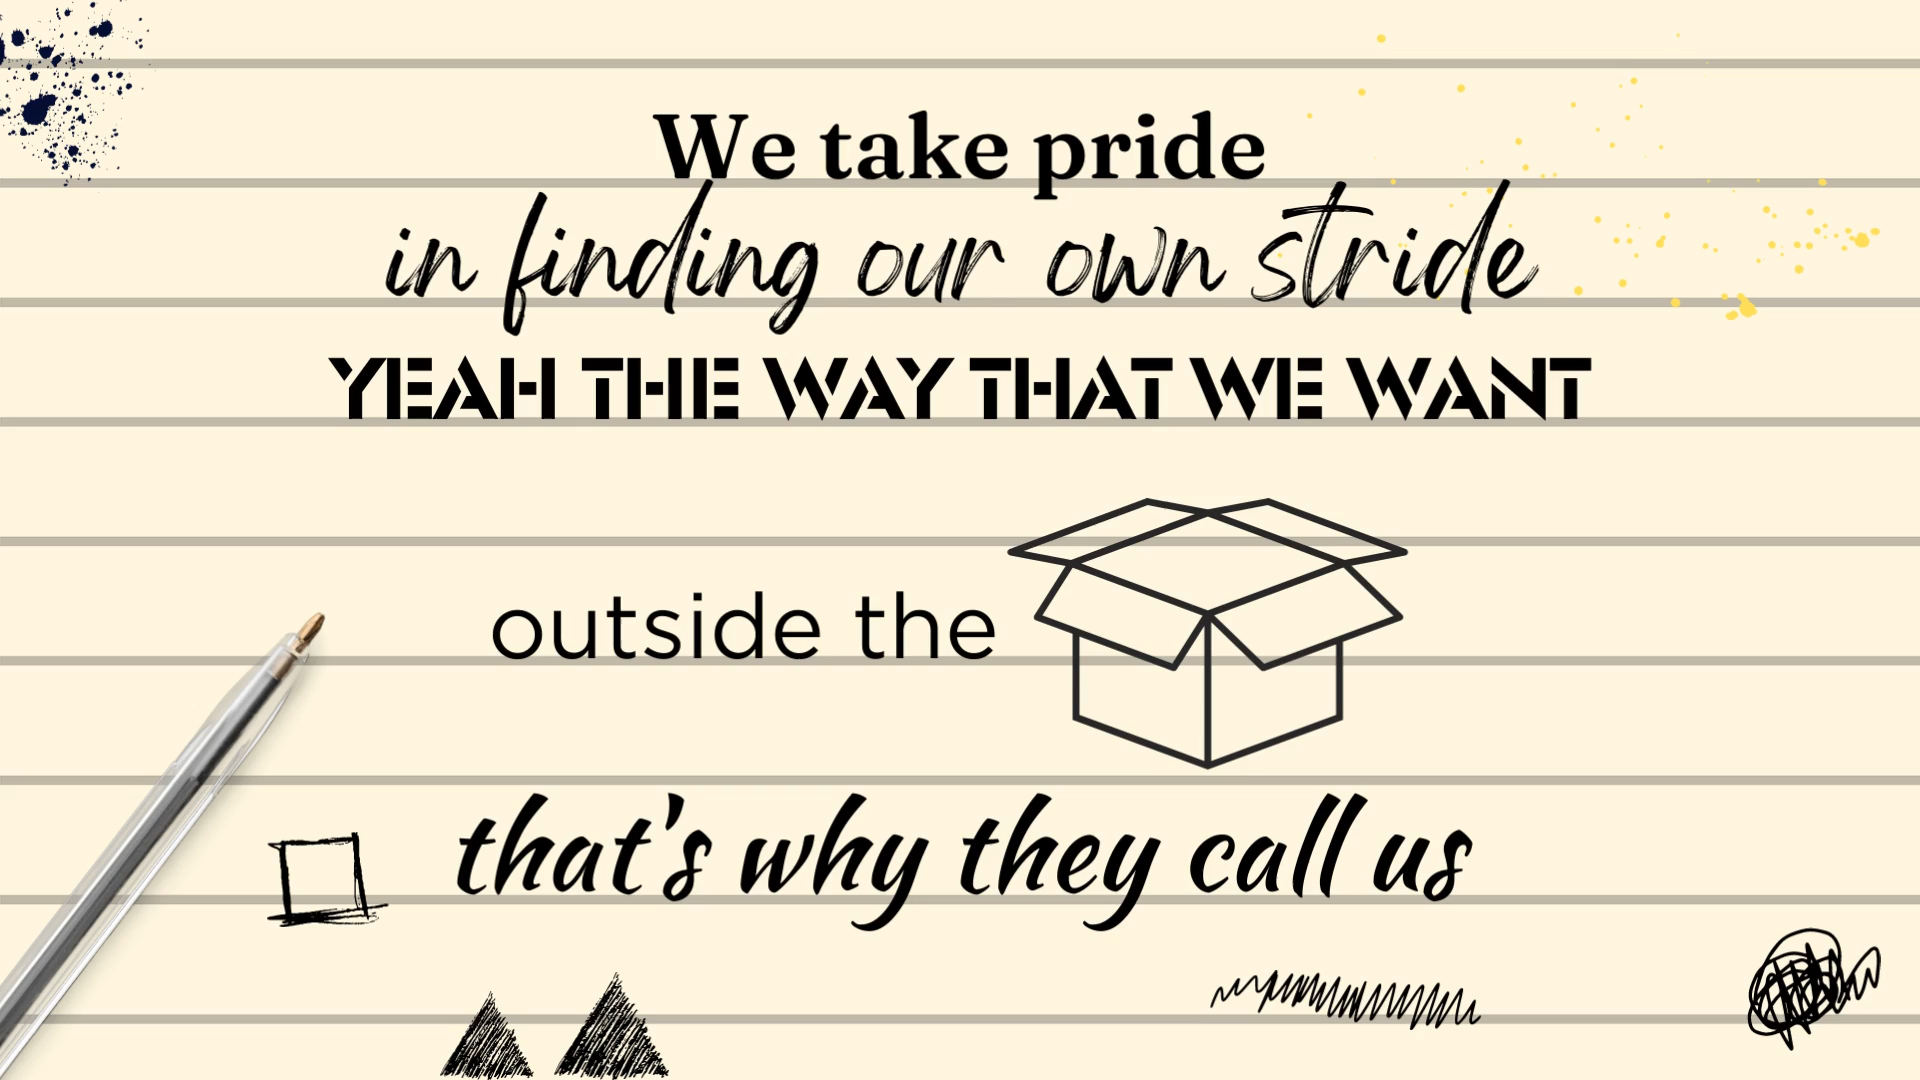 We take pride
in finding our own stride
YEAH THE WAY THAT WE WANT
outside the
that's why they call us